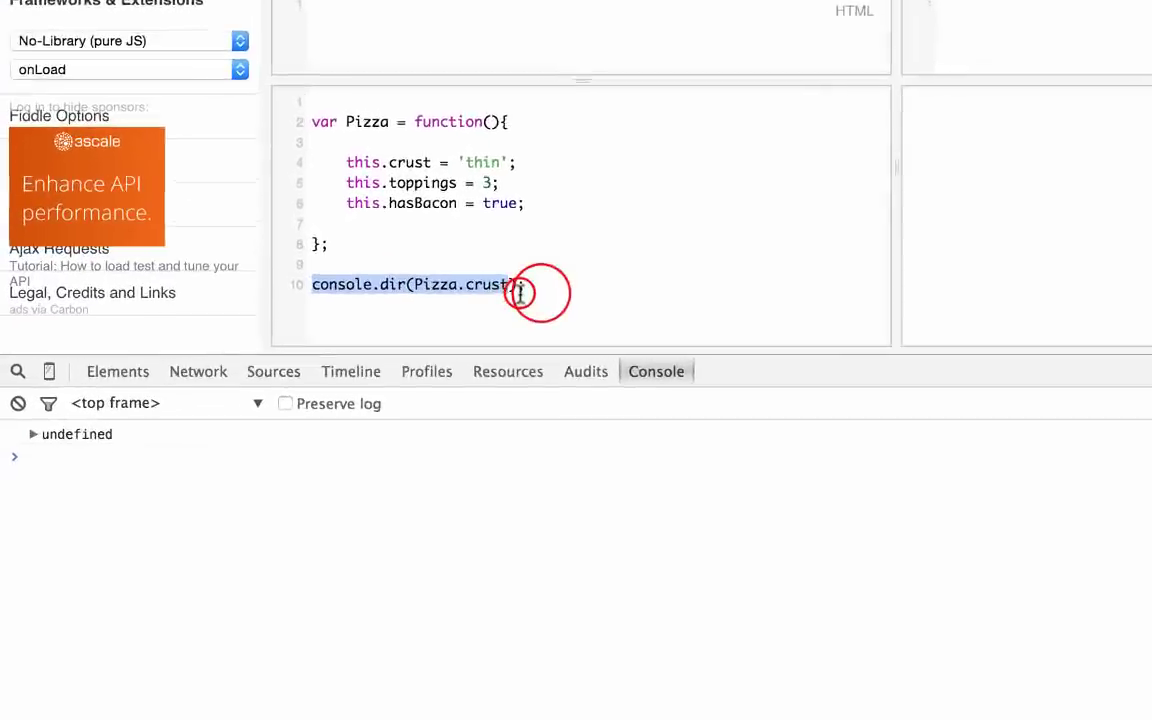 Frameworks & Extensions
No-Library (pure JS)
onLoad
Log in to hide sponsors:
Fiddle Options
3scale
Enhance API
performance.
Ajax Requests
Tutorial: How to load test and tune your
API
Legal, Credits and Links
ads via Carbon
HTML
1
2 var Pizza = function(){
3
4 this.crust = 'thin';
5 this.toppings = 3;
6 this.hasBacon = true;
7
8 };
9
10 console.dir(Pizza.crust);
Elements Network Sources Timeline Profiles Resources Audits Console
<top frame> Preserve log
undefined